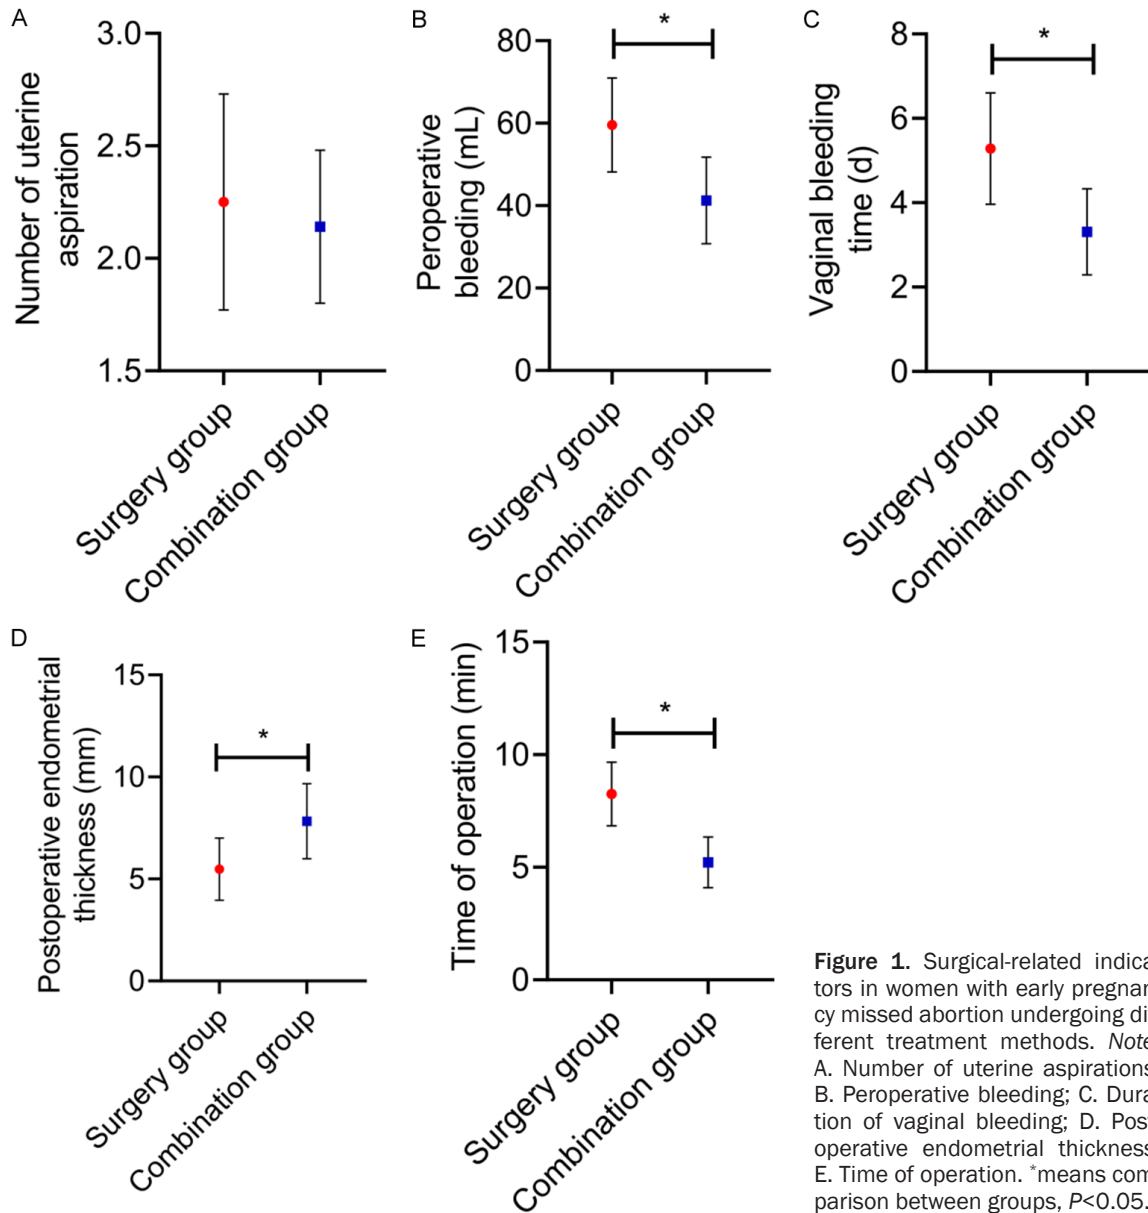 A
Number of uterine
aspiration
3.0
2.5
2.0
1.5
Surgery group
Combination group
B
Peroperative
bleeding (mL)
80
60
40
20
0
*
Surgery group
Combination group
C
Vaginal bleeding
time (d)
8
6
4
2
0
*
Surgery group
Combination group
D
Postoperative endometrial
thickness (mm)
15
10
5
0
*
Surgery group
Combination group
E
Time of operation (min)
15
10
5
0
*
Surgery group
Combination group
Figure 1. Surgical-related indica-
tors in women with early pregnan-
cy missed abortion undergoing dif-
ferent treatment methods. Note
A. Number of uterine aspirations
B. Peroperative bleeding; C. Dura-
tion of vaginal bleeding; D. Post-
operative endometrial thickness
E. Time of operation. *means com-
parison between groups, P<0.05.